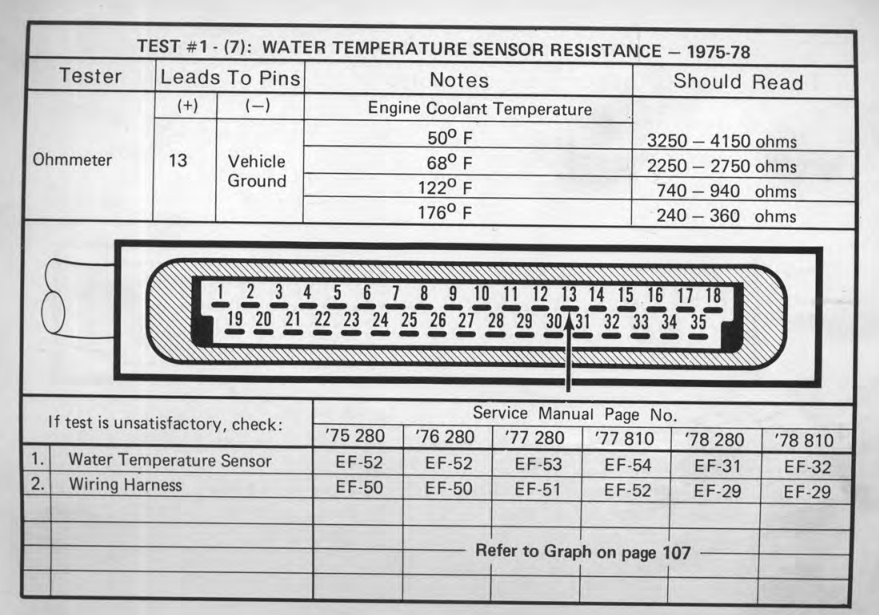 TEST #1 - (7): WATER TEMPERATURE SENSOR RESISTANCE — 1975-78
Tester Leads To Pins Notes Should Read
(+) (—) Engine Coolant Temperature
Ohmmeter 13 Vehicle Ground
50º F 3250 — 4150 ohms
68º F 2250 — 2750 ohms
122º F 740 — 940 ohms
176º F 240 — 360 ohms
1 2 3 4 5 6 7 8 9 10 11 12 13 14 15 16 17 18
19 20 21 22 23 24 25 26 27 28 29 30 31 32 33 34 35
If test is unsatisfactory, check: Service Manual Page No.
'75 280 '76 280 '77 280 '77 810 '78 280 '78 810
1. Water Temperature Sensor EF-52 EF-52 EF-53 EF-54 EF-31 EF-32
2. Wiring Harness EF-50 EF-50 EF-51 EF-52 EF-29 EF-29
Refer to Graph on page 107